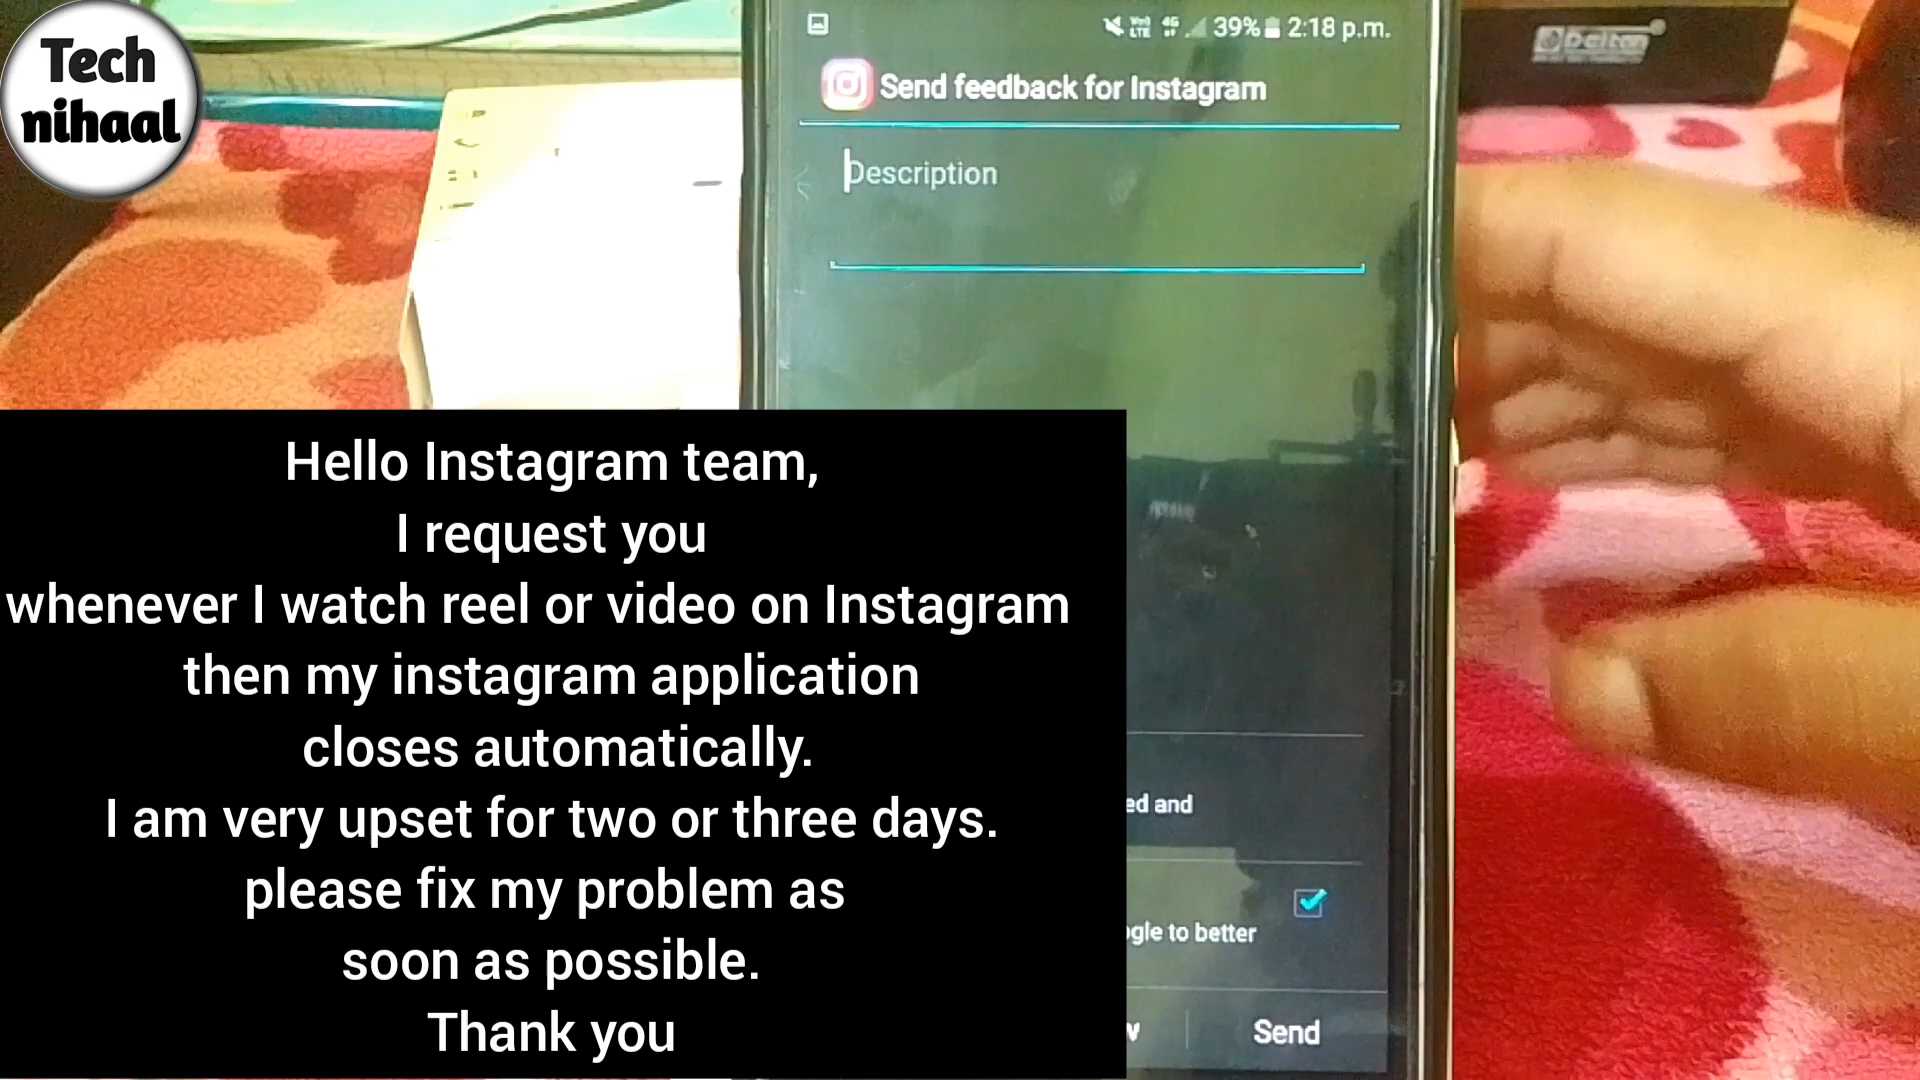 Tech
nihaal
39% 2:18 p.m.
Send feedback for Instagram
Description
Hello Instagram team,
I request you
whenever I watch reel or video on Instagram
then my instagram application
closes automatically.
I am very upset for two or three days.
please fix my problem as
soon as possible.
Thank you
ed and
ogle to better
Send